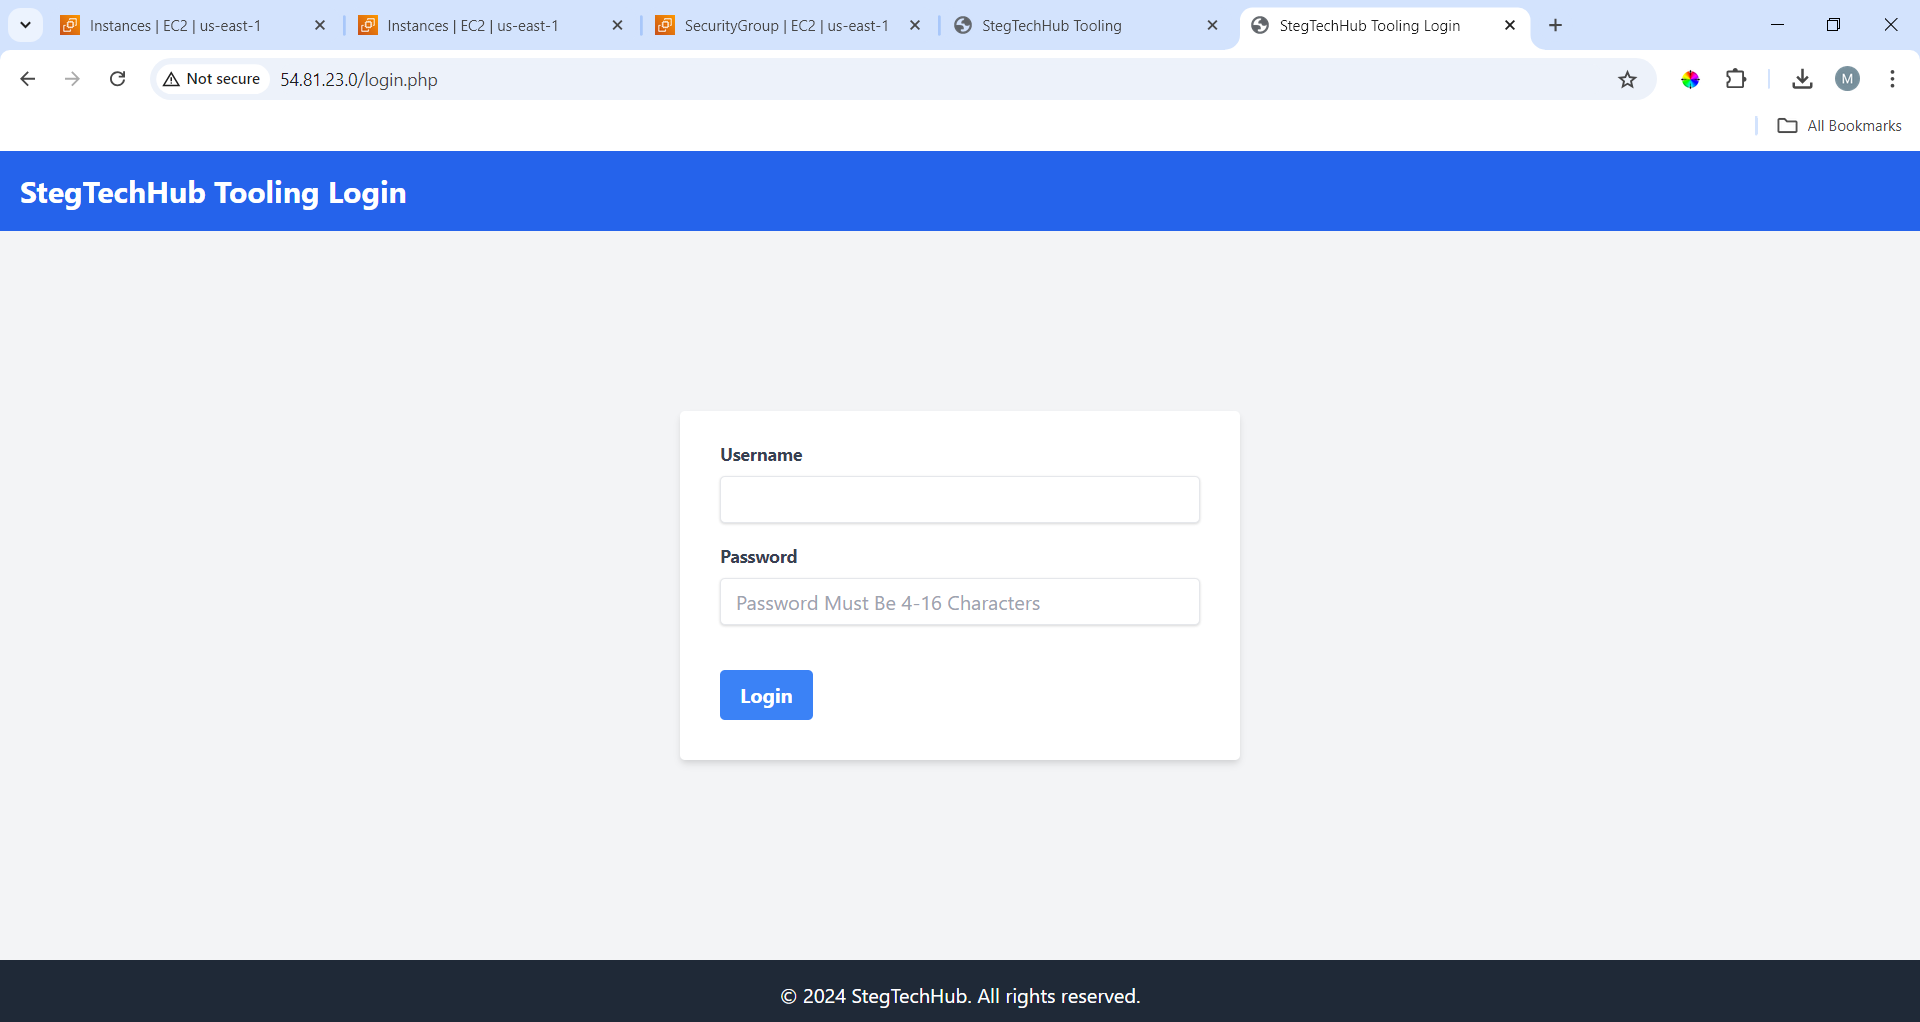 Instances | EC2 | us-east-1
Instances | EC2 | us-east-1
SecurityGroup | EC2 | us-east-1
StegTechHub Tooling
StegTechHub Tooling Login
Not secure
54.81.23.0/login.php
M
All Bookmarks
StegTechHub Tooling Login
Username
Password
Password Must Be 4-16 Characters
Login
© 2024 StegTechHub. All rights reserved.